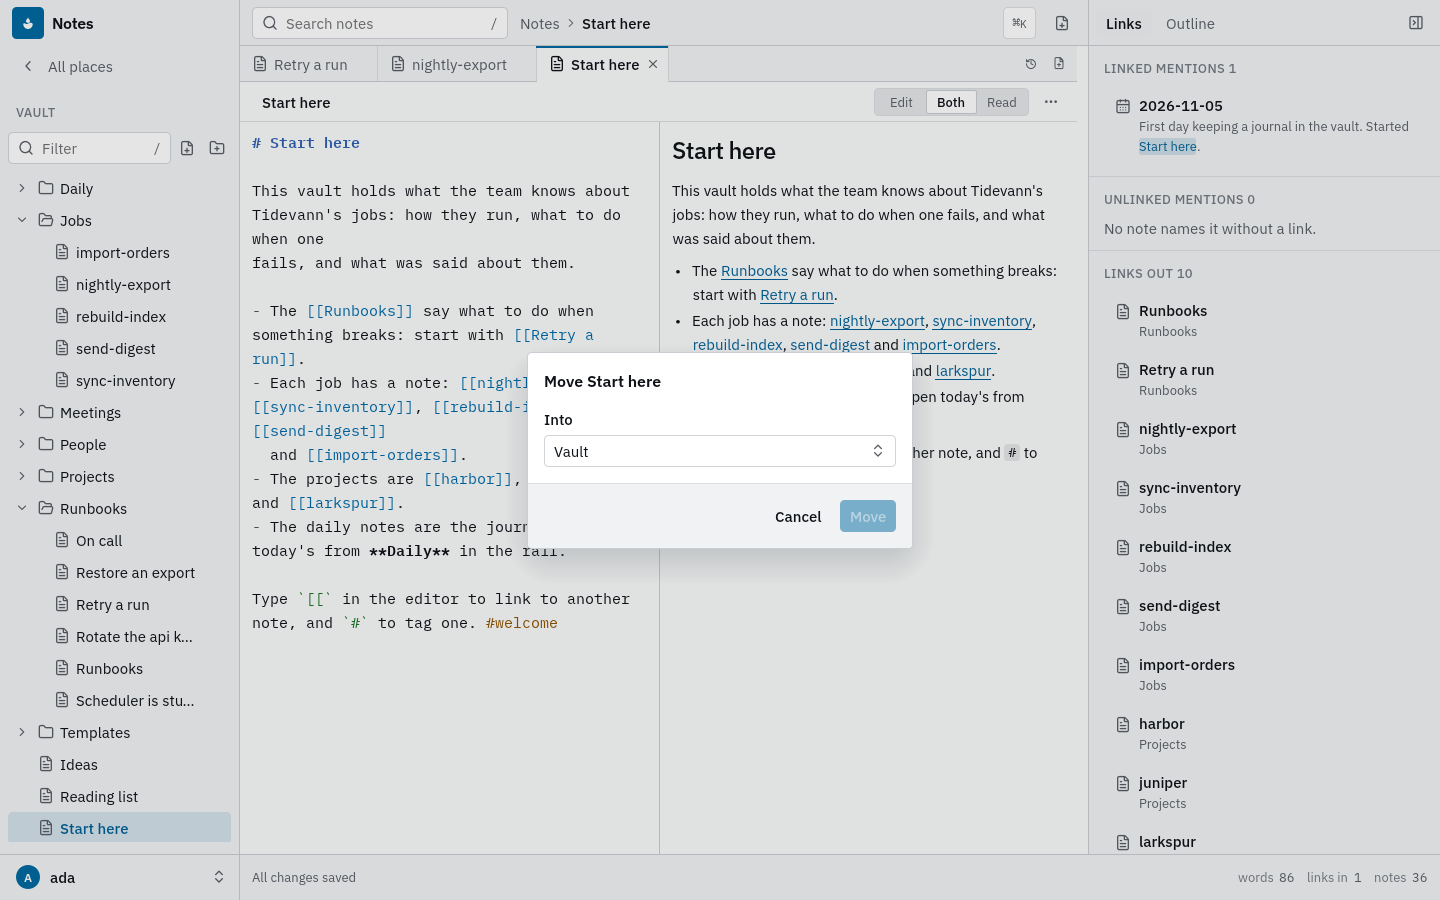 Notes
All places
VAULT
Filter /
Daily
Jobs
import-orders
nightly-export
rebuild-index
send-digest
sync-inventory
Meetings
People
Projects
Runbooks
On call
Restore an export
Retry a run
Rotate the api k...
Runbooks
Scheduler is stu...
Templates
Ideas
Reading list
Start here
A ada
Search notes /
Notes > Start here
⌘K
Retry a run
nightly-export
Start here
Start here
Edit Both Read
# Start here
This vault holds what the team knows about
Tidevann's jobs: how they run, what to do
when one
fails, and what was said about them.
- The [[Runbooks]] say what to do when
something breaks: start with [[Retry a
run]].
- Each job has a note: [[nightl
[[sync-inventory]], [[rebuild-i
[[send-digest]]
and [[import-orders]].
- The projects are [[harbor]],
and [[larkspur]].
- The daily notes are the journ
today's from **Daily** in the rail.
Type `[[` in the editor to link to another
note, and `#` to tag one. #welcome
Start here
This vault holds what the team knows about Tidevann's
jobs: how they run, what to do when one fails, and what
was said about them.
• The Runbooks say what to do when something breaks:
start with Retry a run.
• Each job has a note: nightly-export, sync-inventory,
rebuild-index, send-digest and import-orders.
and larkspur.
pen today's from
her note, and # to
Move Start here
Into
Vault
Cancel
Move
All changes saved
Links
Outline
LINKED MENTIONS 1
2026-11-05
First day keeping a journal in the vault. Started
Start here.
UNLINKED MENTIONS 0
No note names it without a link.
LINKS OUT 10
Runbooks
Runbooks
Retry a run
Runbooks
nightly-export
Jobs
sync-inventory
Jobs
rebuild-index
Jobs
send-digest
Jobs
import-orders
Jobs
harbor
Projects
juniper
Projects
larkspur
words 86 links in 1 notes 36